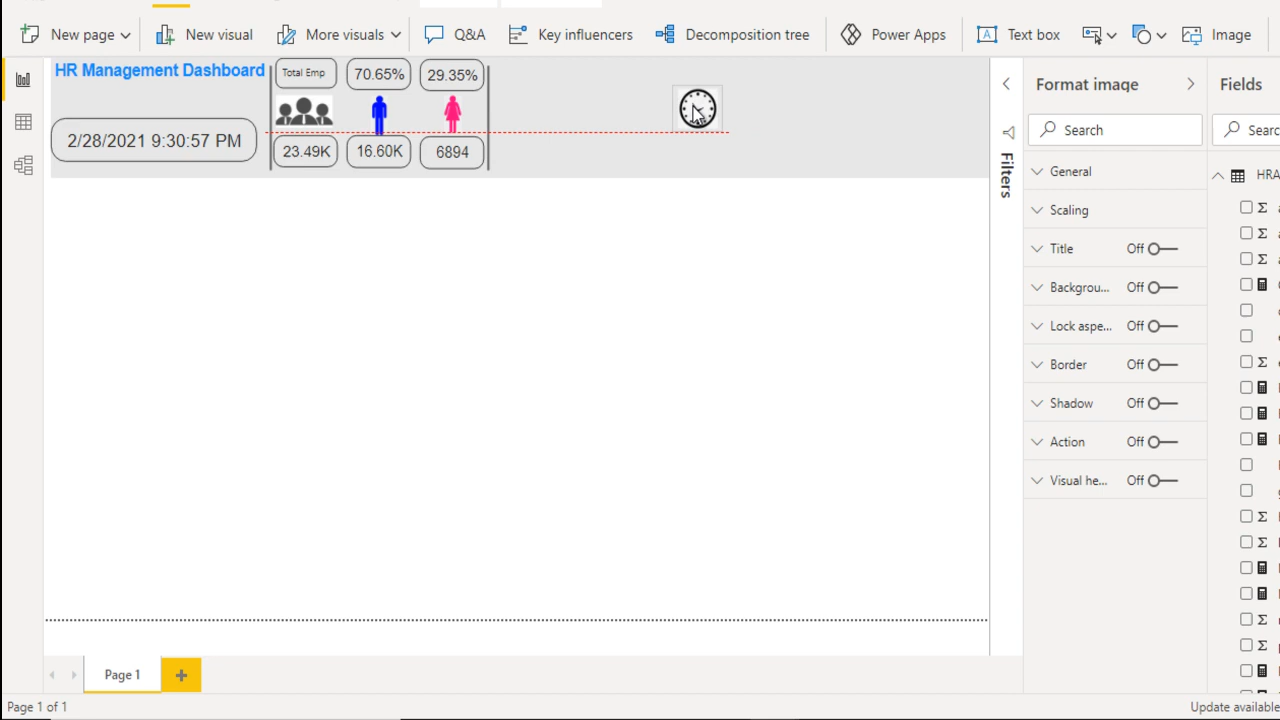 New page
New visual
More visuals
Q&A
Key influencers
Decomposition tree
Power Apps
Text box
Image
HR Management Dashboard
Total Emp
70.65%
29.35%
2/28/2021 9:30:57 PM
23.49K
16.60K
6894
Filters
Format image
Search
General
Scaling
Title Off
Backgrou... Off
Lock aspe... Off
Border Off
Shadow Off
Action Off
Visual he... Off
Fields
Searc
HRA
Page 1
Page 1 of 1
Update available